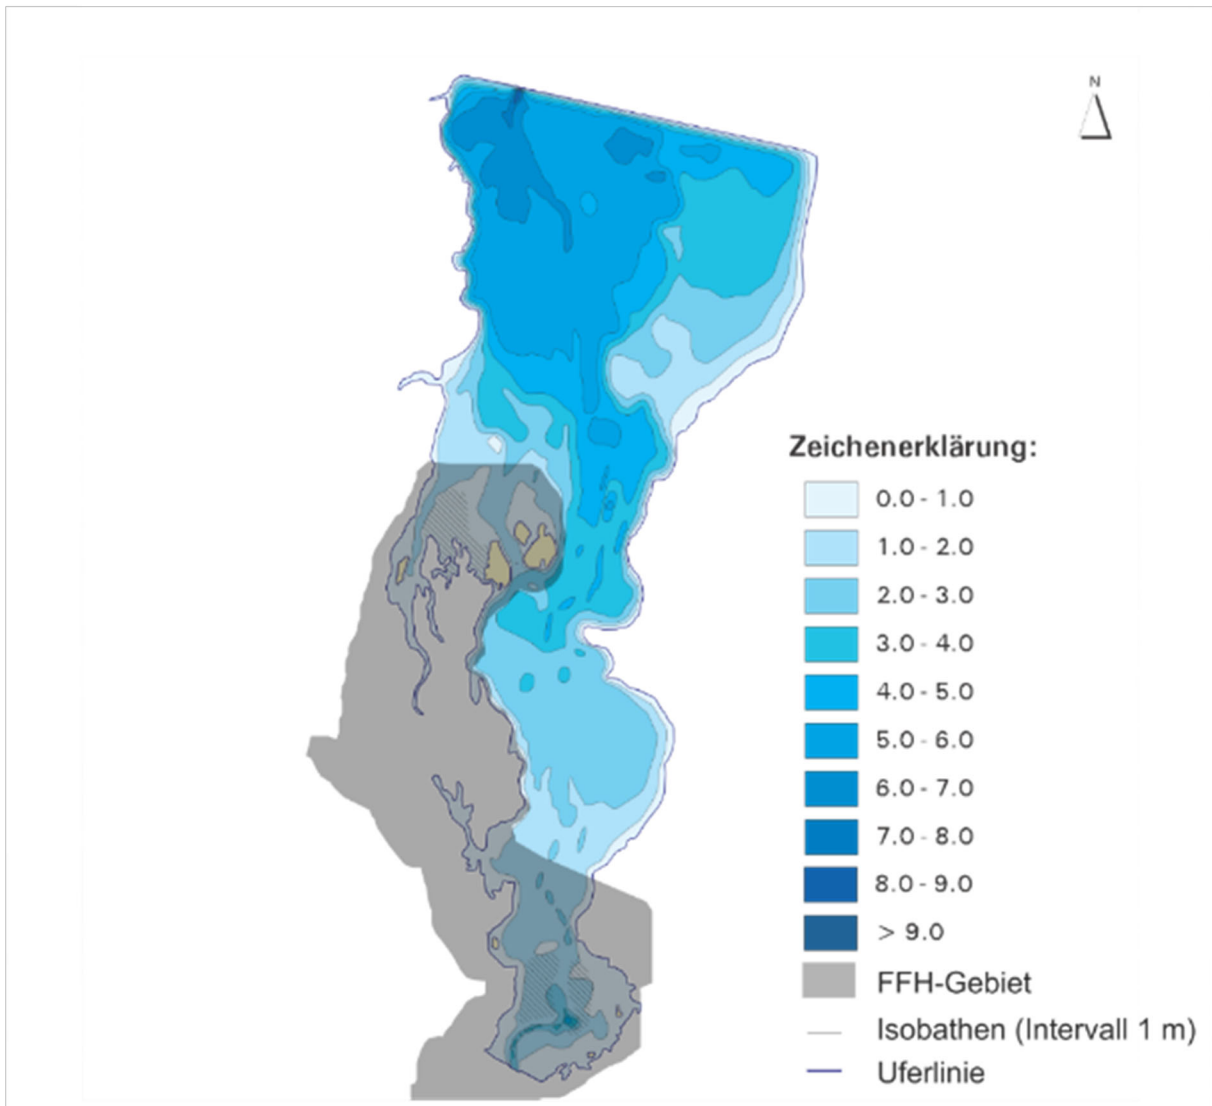 N
Zeichenerklärung:
0.0 - 1.0
1.0 - 2.0
2.0 - 3.0
3.0 - 4.0
4.0 - 5.0
5.0 - 6.0
6.0 - 7.0
7.0 - 8.0
8.0 - 9.0
> 9.0
FFH-Gebiet
Isobathen (Intervall 1 m)
Uferlinie